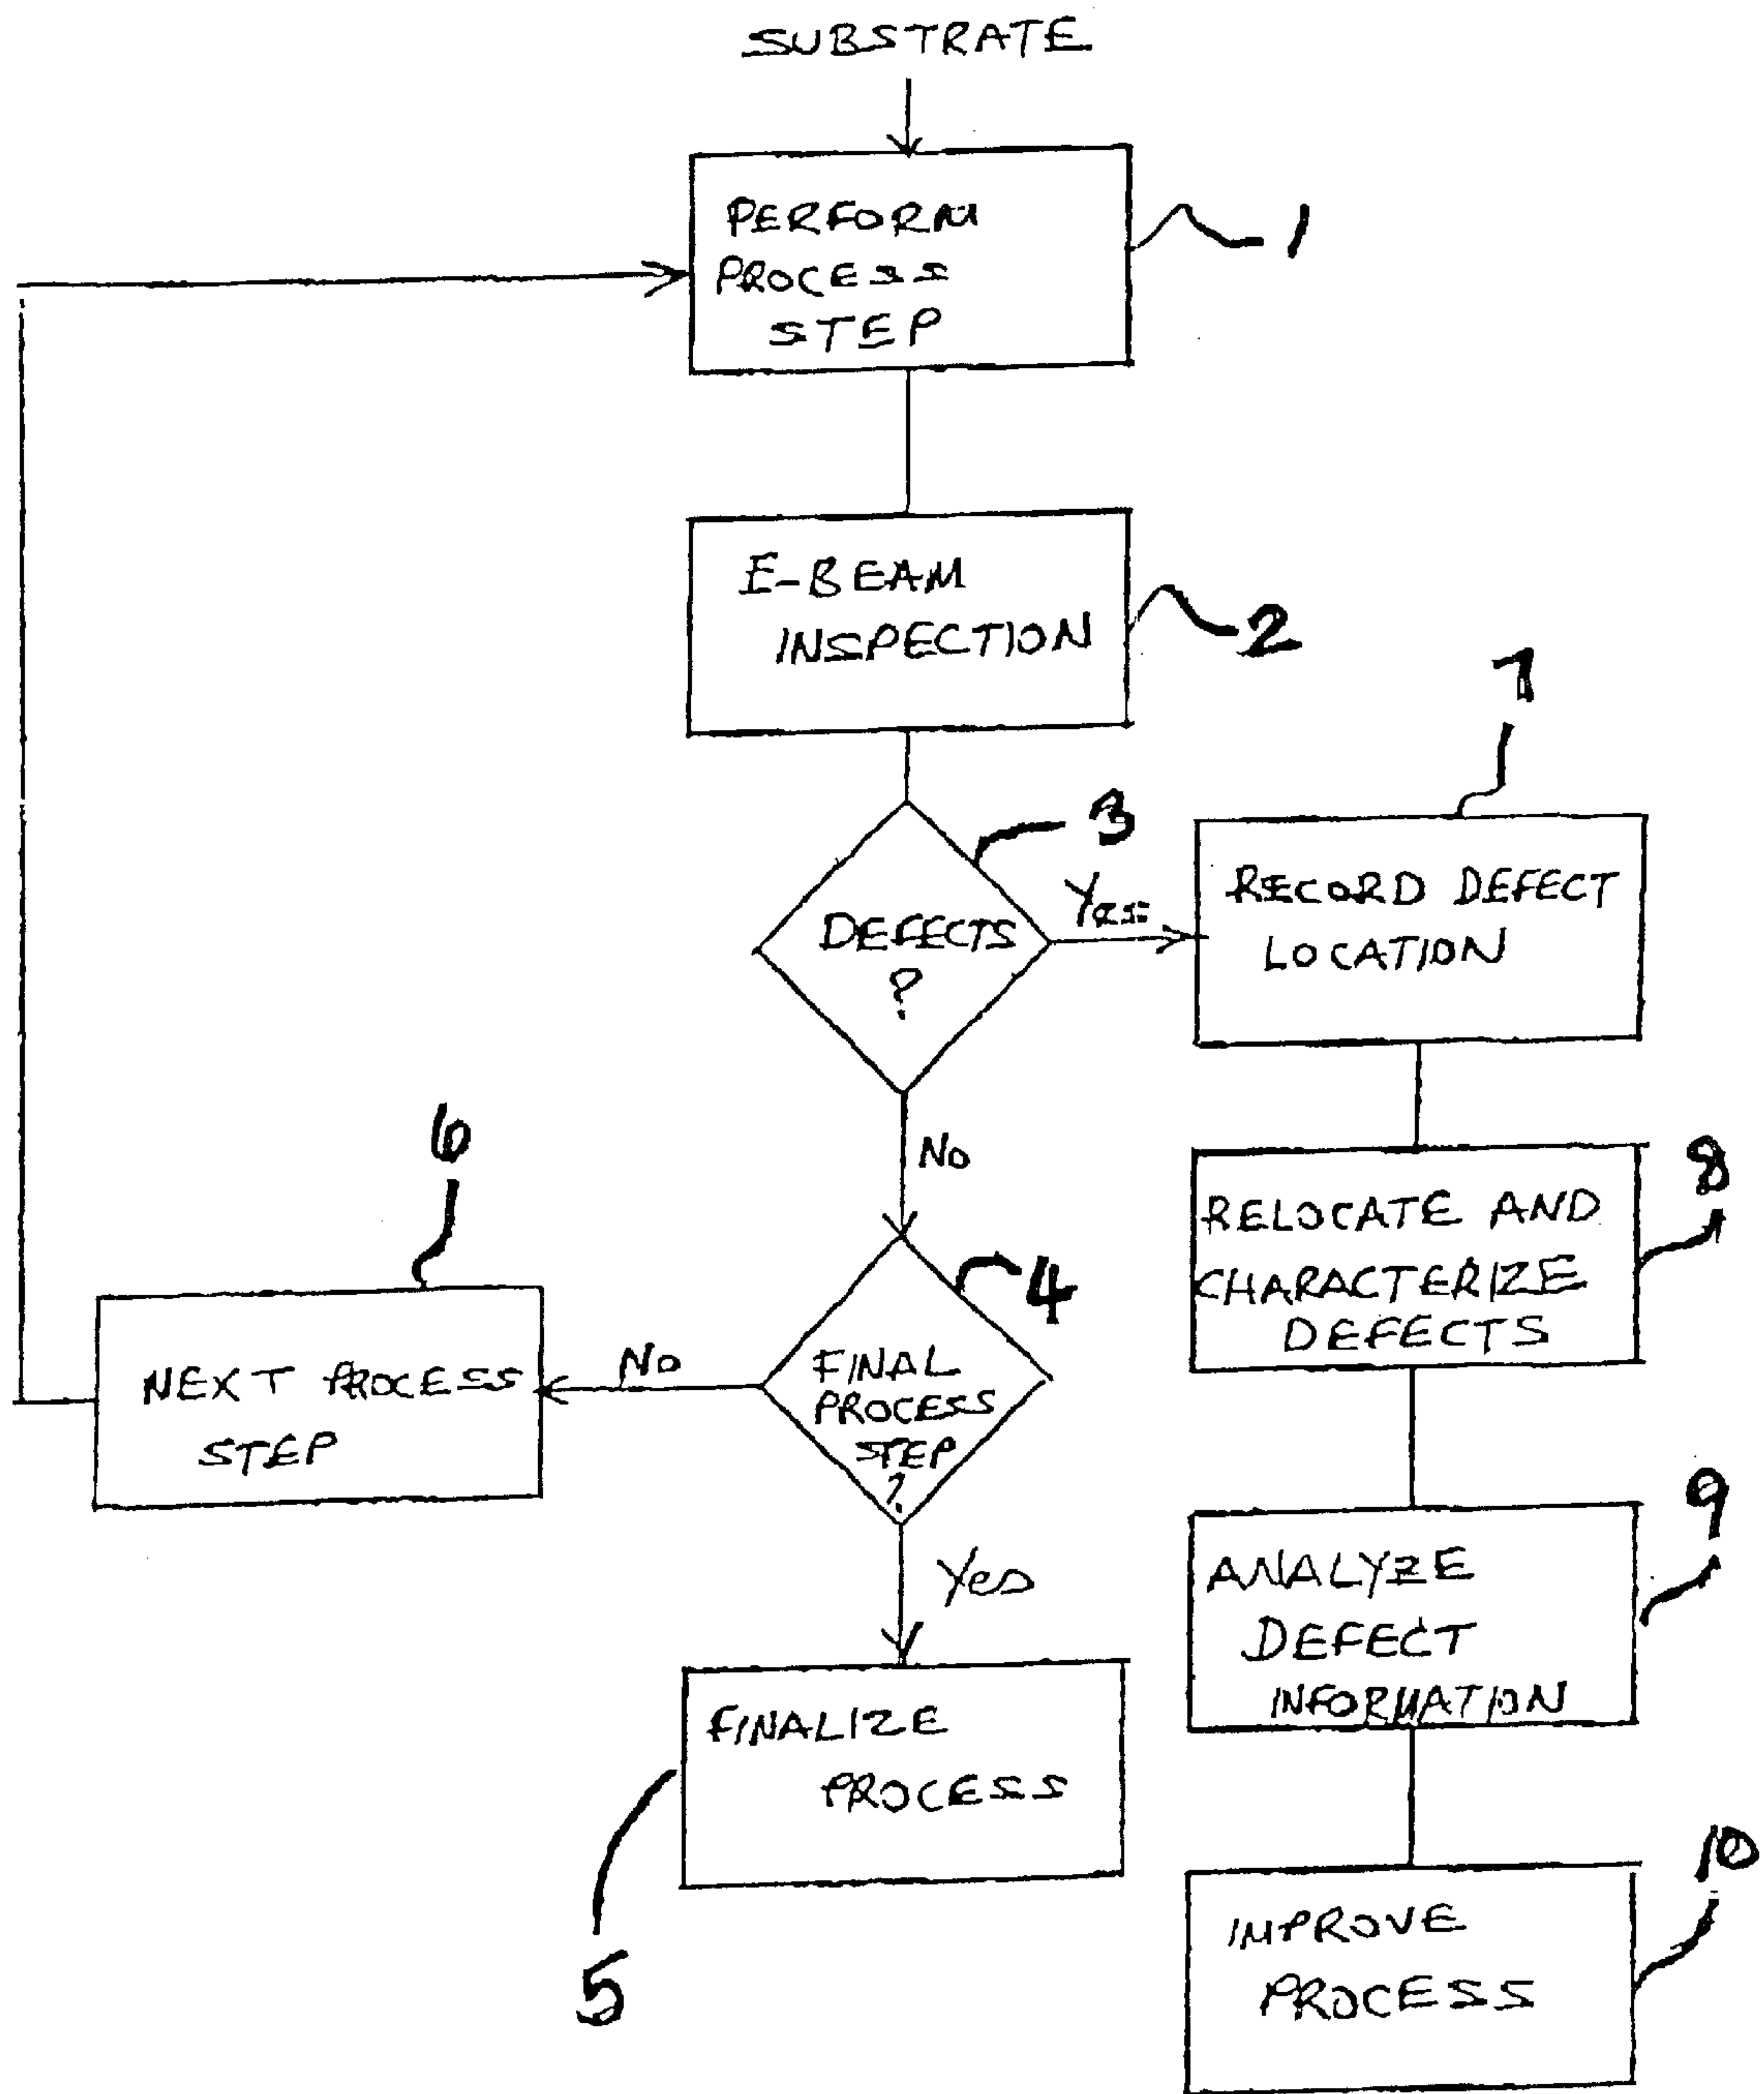 SUBSTRATE
PERFORM
PROCESS
STEP
1
E-BEAM
INSPECTION
2
3
DEFECTS
?
Yes
7
RECORD DEFECT
LOCATION
No
8
RELOCATE AND
CHARACTERIZE
DEFECTS
4
FINAL
PROCESS
STEP
?
No
6
NEXT PROCESS
STEP
Yes
9
ANALYZE
DEFECT
INFORMATION
FINALIZE
PROCESS
5
10
IMPROVE
PROCESS